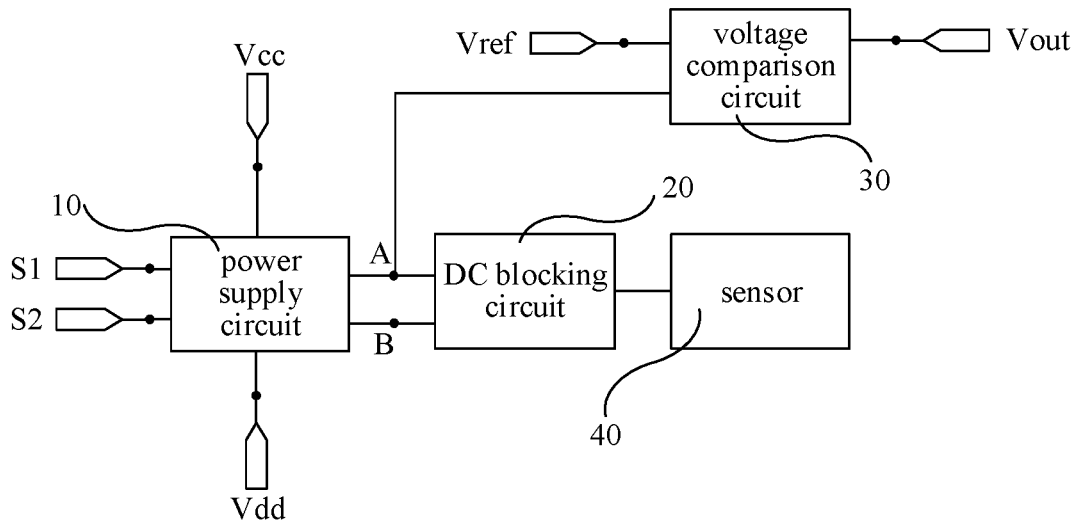 Vref
voltage
comparison
circuit
Vout
Vcc
30
10
20
S1
S2
power
supply
circuit
A
B
DC blocking
circuit
sensor
40
Vdd